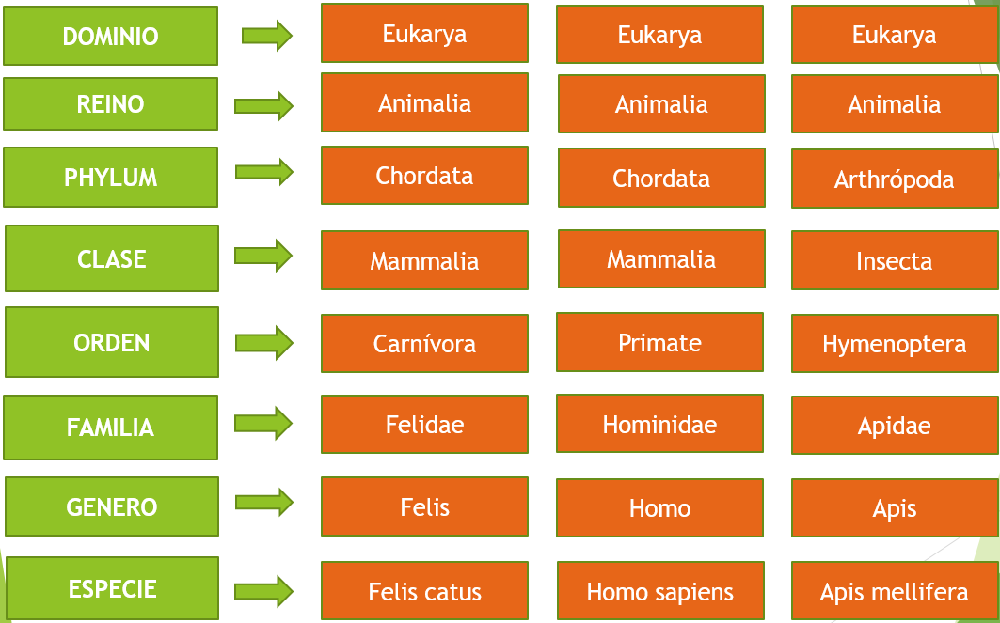 DOMINIO Eukarya Eukarya Eukarya
REINO Animalia Animalia Animalia
PHYLUM Chordata Chordata Arthrópoda
CLASE Mammalia Mammalia Insecta
ORDEN Carnívora Primate Hymenoptera
FAMILIA Felidae Hominidae Apidae
GENERO Felis Homo Apis
ESPECIE Felis catus Homo sapiens Apis mellifera